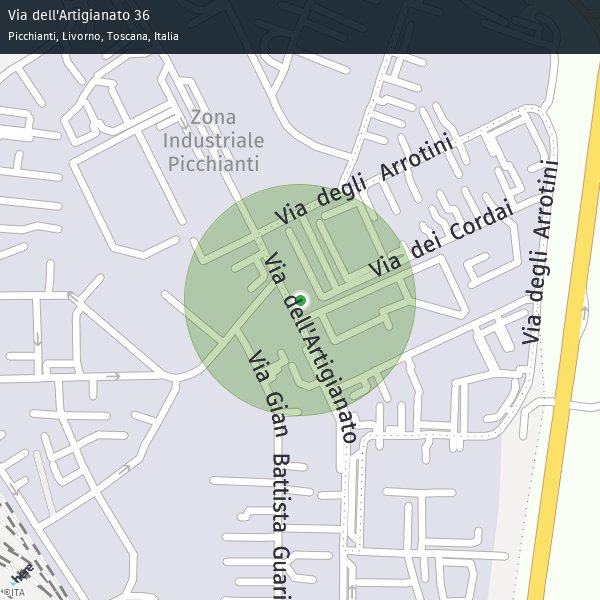 Via dell'Artigianato 36
Picchianti, Livorno, Toscana, Italia
Zona
Industriale
Picchianti
Via degli Arrotini
Via dei Cordai
Via degli Arrotini
Via dell'Artigianato
Via Gian Battista Guari
here
©ITA